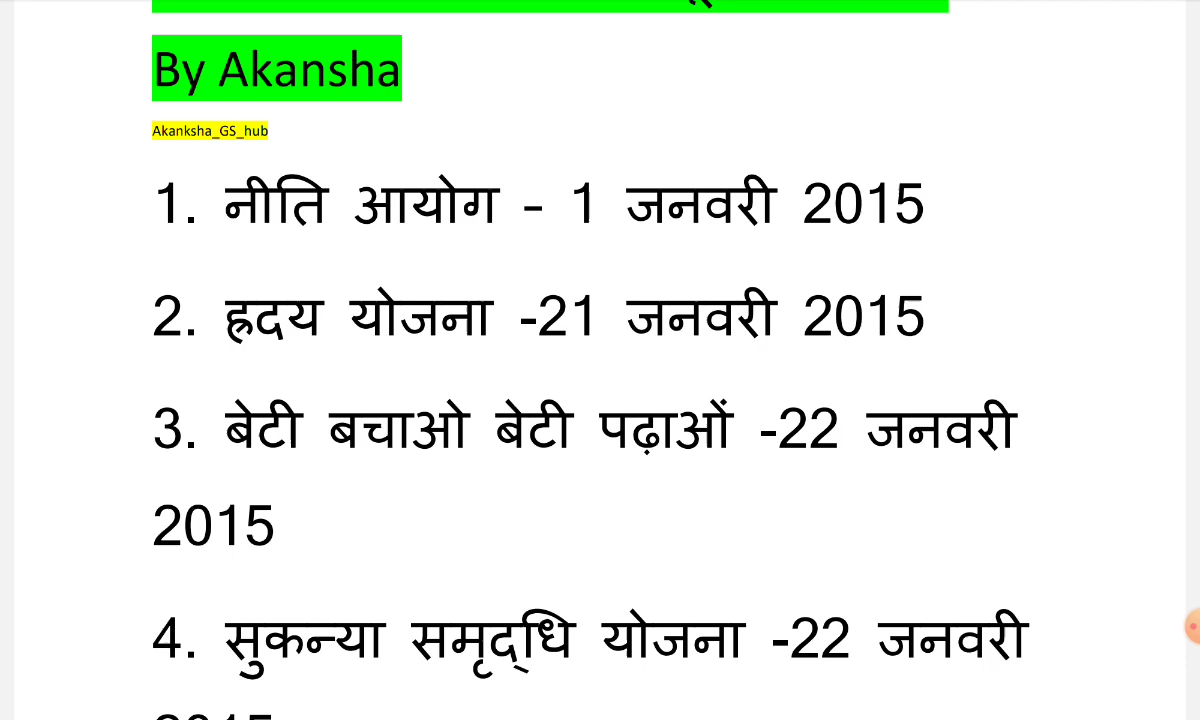 By Akansha
Akanksha_GS_hub
1. नीति आयोग - 1 जनवरी 2015
2. ह्रदय योजना -21 जनवरी 2015
3. बेटी बचाओ बेटी पढ़ाओं -22 जनवरी
2015
4. सुकन्या समृद्धि योजना -22 जनवरी